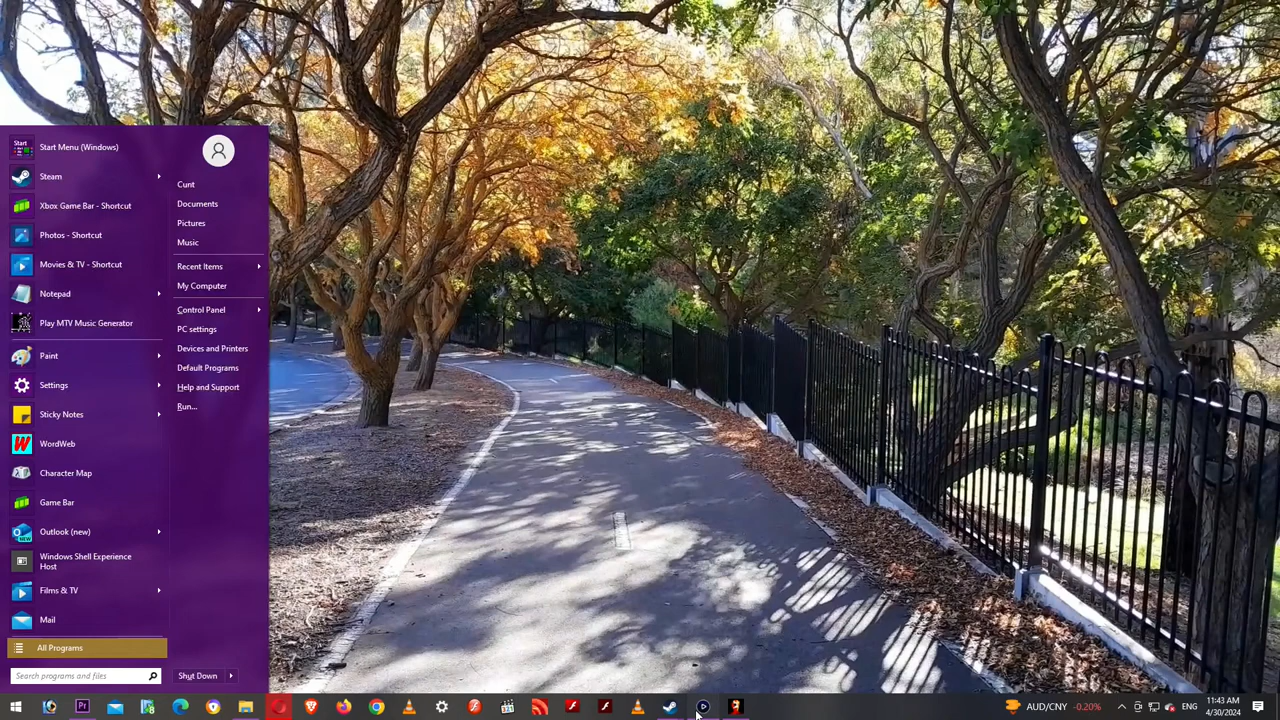 Start
Start Menu (Windows)
Steam
Xbox Game Bar - Shortcut
Photos - Shortcut
Movies & TV - Shortcut
Notepad
Play MTV Music Generator
Paint
Settings
Sticky Notes
WordWeb
Character Map
Game Bar
Outlook (new)
Windows Shell Experience
Host
Films & TV
Mail
All Programs
Search programs and files
Cunt
Documents
Pictures
Music
Recent Items
My Computer
Control Panel
PC settings
Devices and Printers
Default Programs
Help and Support
Run...
Shut Down
Pr
AUD/CNY -0.20%
ENG
11:43 AM
4/30/2024